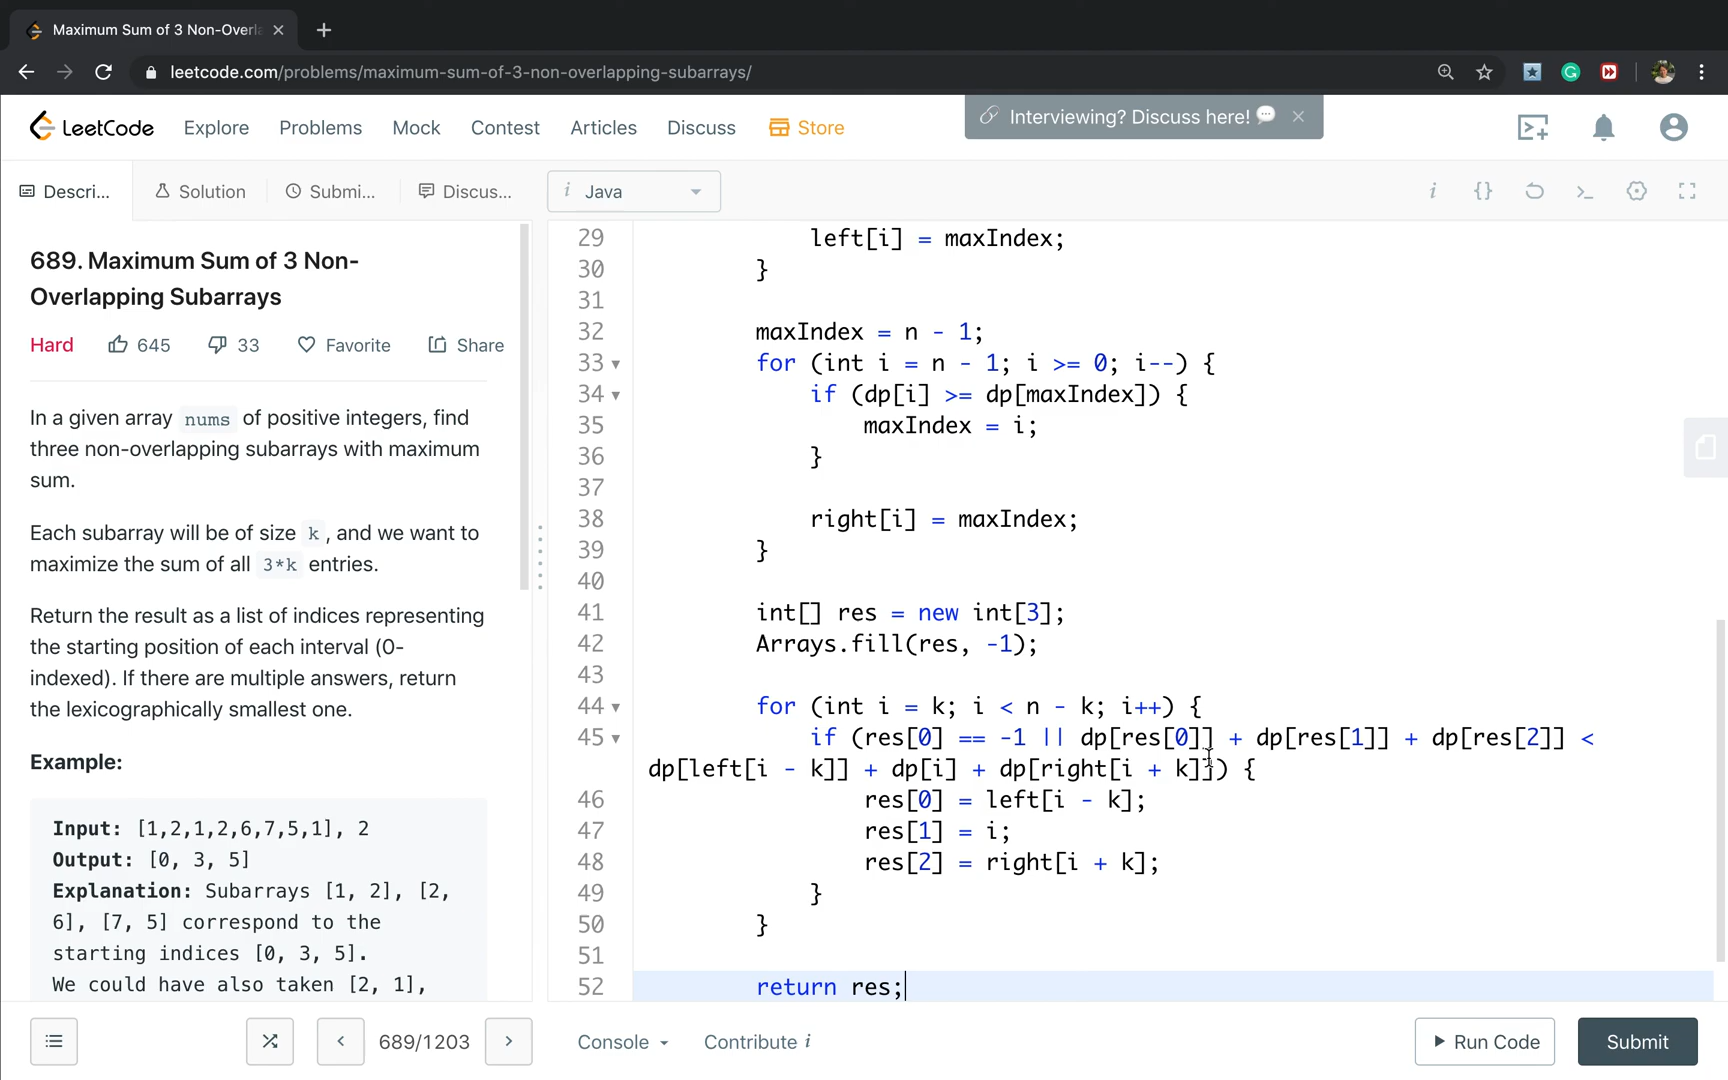 Maximum Sum of 3 Non-Overla
leetcode.com/problems/maximum-sum-of-3-non-overlapping-subarrays/
LeetCode
Explore
Problems
Mock
Contest
Articles
Discuss
Store
Interviewing? Discuss here!
Descri...
Solution
Submi...
Discus...
i Java
689. Maximum Sum of 3 Non-
Overlapping Subarrays
Hard 645 33 Favorite Share
In a given array nums of positive integers, find
three non-overlapping subarrays with maximum
sum.
Each subarray will be of size k , and we want to
maximize the sum of all 3*k entries.
Return the result as a list of indices representing
the starting position of each interval (0-
indexed). If there are multiple answers, return
the lexicographically smallest one.
Example:
Input: [1,2,1,2,6,7,5,1], 2
Output: [0, 3, 5]
Explanation: Subarrays [1, 2], [2,
6], [7, 5] correspond to the
starting indices [0, 3, 5].
We could have also taken [2, 1],
29 left[i] = maxIndex;
30 }
31
32 maxIndex = n - 1;
33 for (int i = n - 1; i >= 0; i--) {
34 if (dp[i] >= dp[maxIndex]) {
35 maxIndex = i;
36 }
37
38 right[i] = maxIndex;
39 }
40
41 int[] res = new int[3];
42 Arrays.fill(res, -1);
43
44 for (int i = k; i < n - k; i++) {
45 if (res[0] == -1 || dp[res[0]] + dp[res[1]] + dp[res[2]] <
dp[left[i - k]] + dp[i] + dp[right[i + k]]) {
46 res[0] = left[i - k];
47 res[1] = i;
48 res[2] = right[i + k];
49 }
50 }
51
52 return res;
689/1203
Console
Contribute i
Run Code
Submit